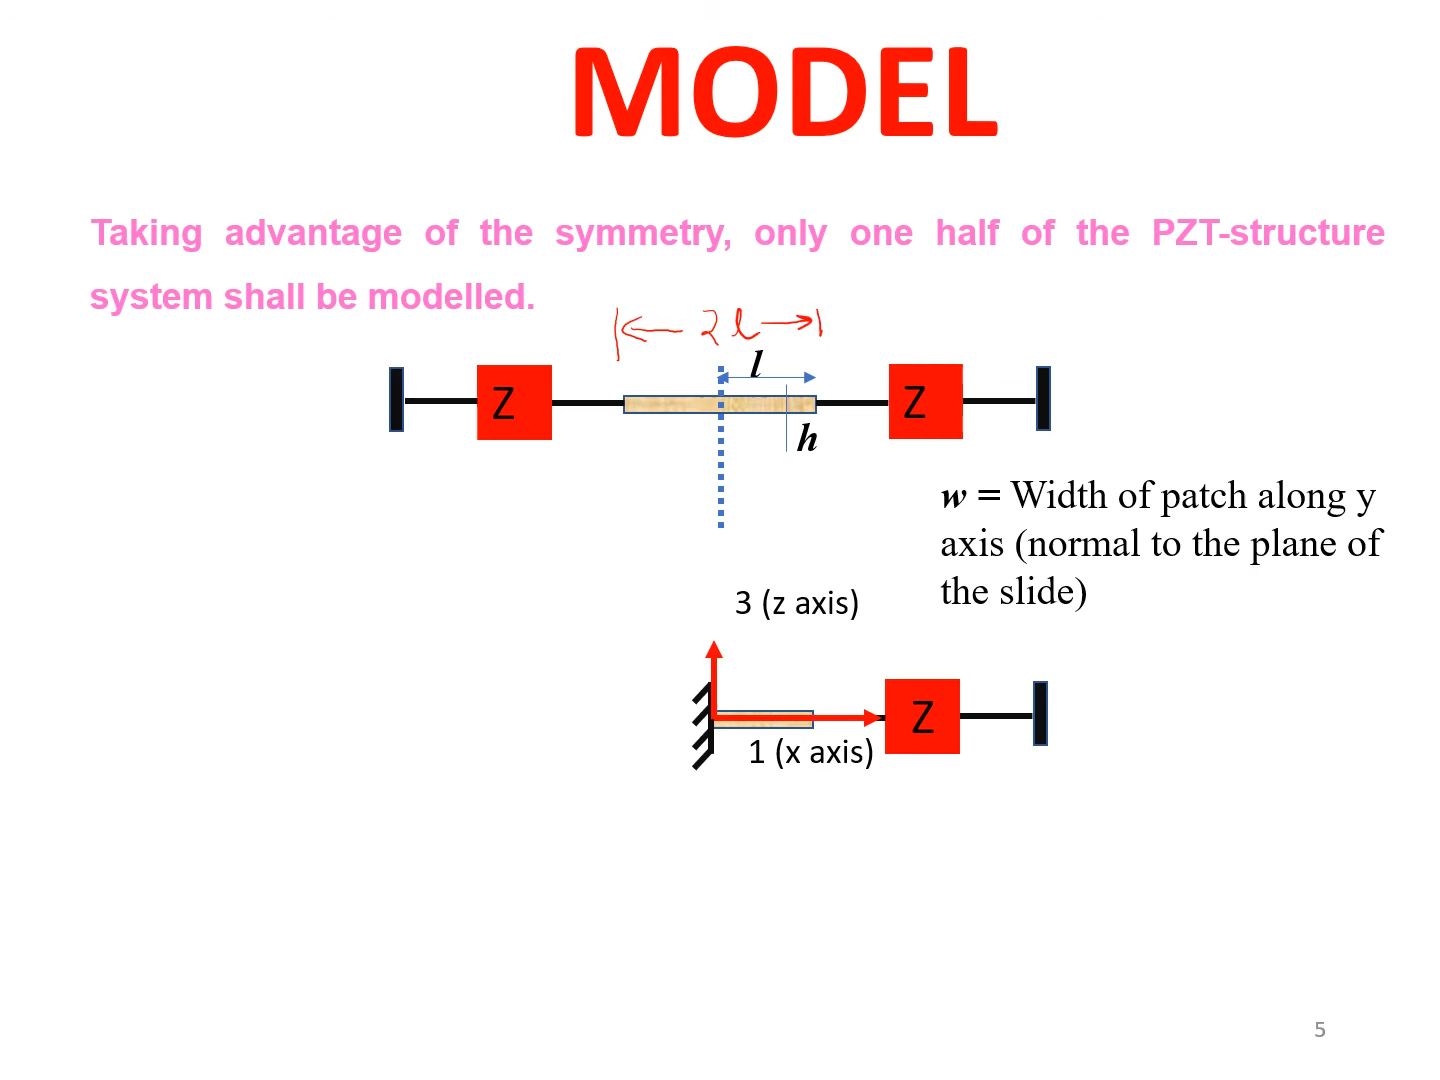 MODEL
Taking advantage of the symmetry, only one half of the PZT-structure
system shall be modelled.
2l
l
Z
Z
h
w = Width of patch along y
axis (normal to the plane of
the slide)
3 (z axis)
Z
1 (x axis)
5